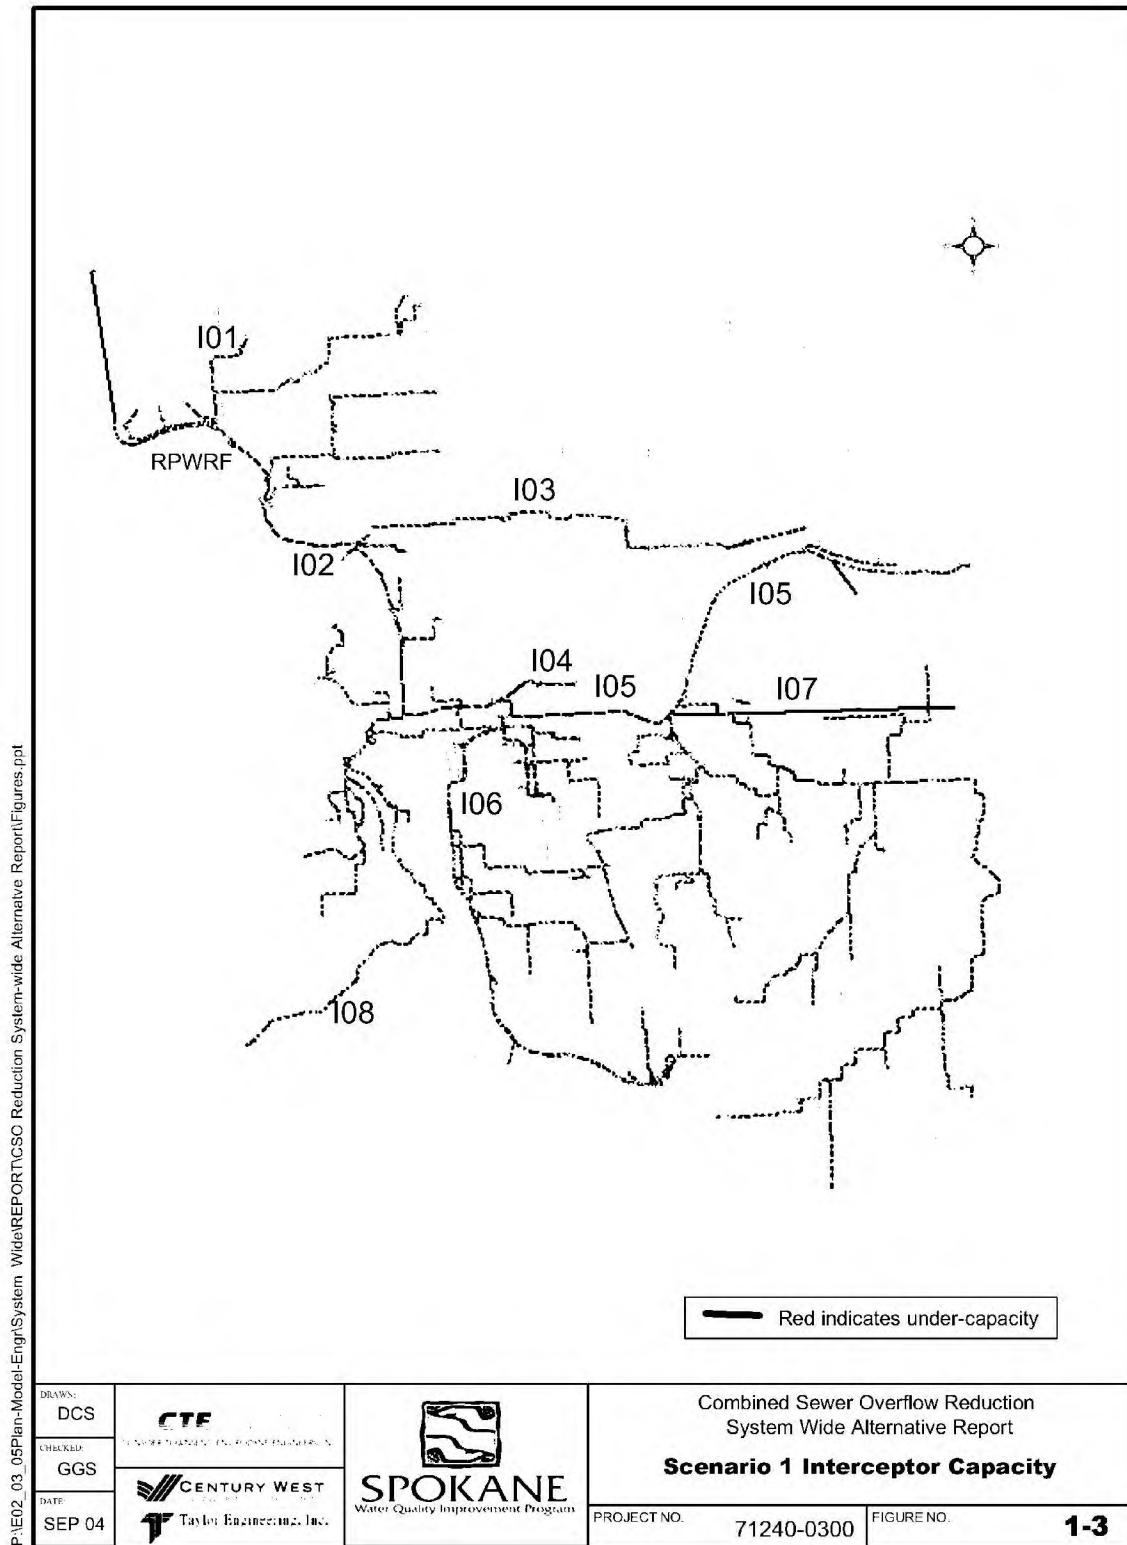 I01
RPWRF
I03
I02
I05
I04
I05
I07
I06
I08
Red indicates under-capacity
P:\E02_03_05Plan-Model-Engr\System Wide\REPORT\CSO Reduction System-wide Alternatve Report\Figures.ppt
DRAWN:
DCS
CHECKED:
GGS
DATE:
SEP 04
CTE
CENTURY WEST
Taylor Engineering, Inc.
SPOKANE
Water Quality Improvement Program
Combined Sewer Overflow Reduction
System Wide Alternative Report
Scenario 1 Interceptor Capacity
PROJECT NO. 71240-0300
FIGURE NO. 1-3